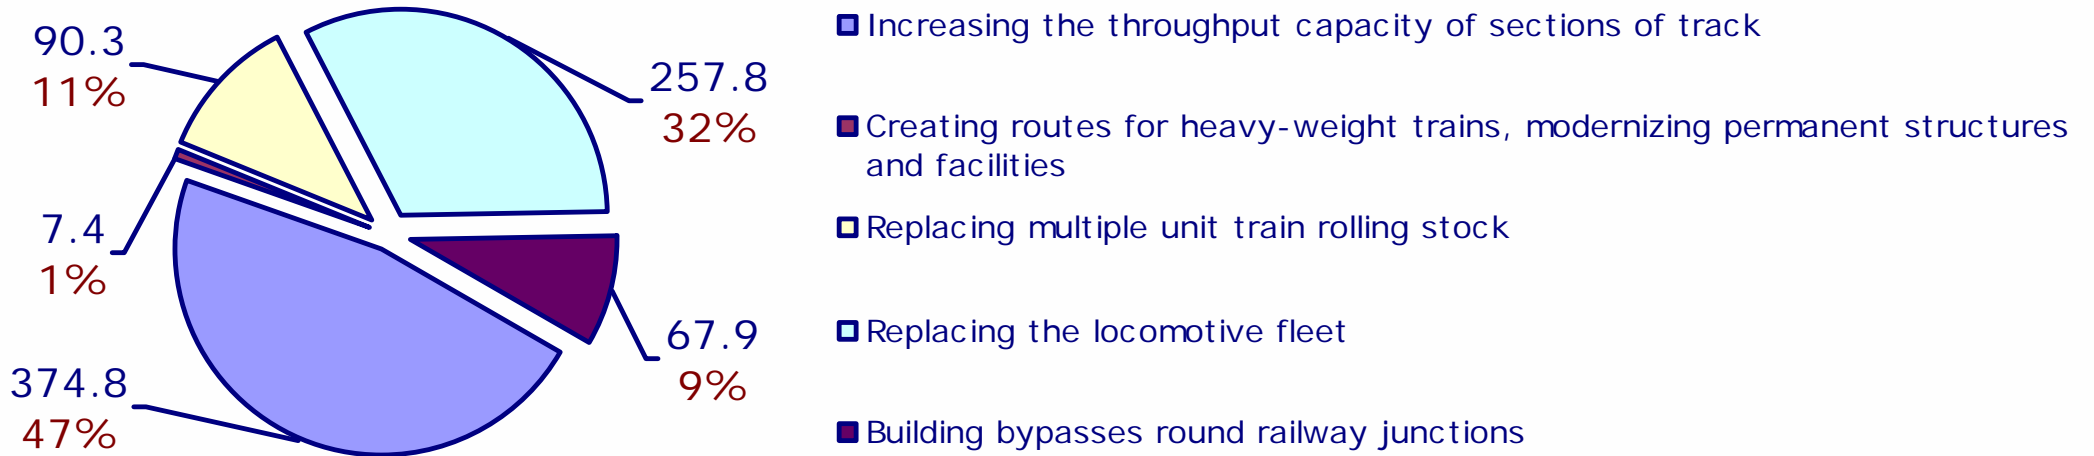 90.3
11%
257.8
32%
7.4
1%
67.9
9%
374.8
47%
Increasing the throughput capacity of sections of track
Creating routes for heavy-weight trains, modernizing permanent structures
and facilities
Replacing multiple unit train rolling stock
Replacing the locomotive fleet
Building bypasses round railway junctions